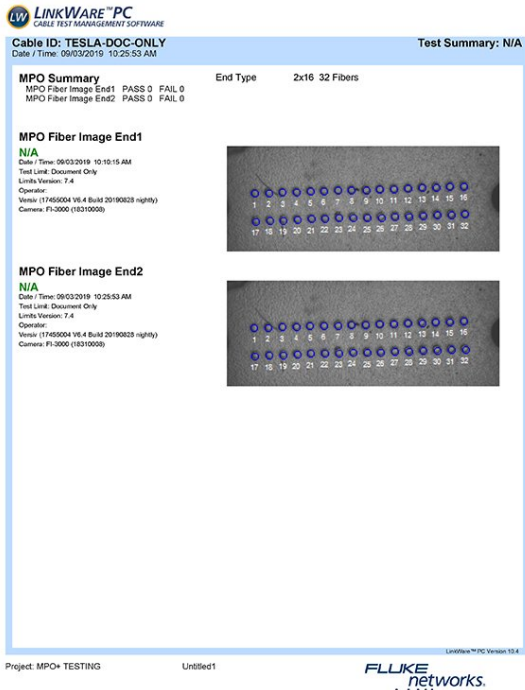 LW LINKWARE™PC
CABLE TEST MANAGEMENT SOFTWARE
Cable ID: TESLA-DOC-ONLY
Test Summary: N/A
Date / Time: 09/03/2019 10:25:53 AM
MPO Summary
End Type 2x16 32 Fibers
MPO Fiber Image End1 PASS 0 FAIL 0
MPO Fiber Image End2 PASS 0 FAIL 0
MPO Fiber Image End1
N/A
Date / Time: 09/03/2019 10:10:15 AM
Test Limit: Document Only
Limits Version: 7.4
Operator:
Versiv (17455004 V6.4 Build 20190828 nightly)
Camera: FI-3000 (18310008)
1 2 3 4 5 6 7 8 9 10 11 12 13 14 15 16
17 18 19 20 21 22 23 24 25 26 27 28 29 30 31 32
MPO Fiber Image End2
N/A
Date / Time: 09/03/2019 10:25:53 AM
Test Limit: Document Only
Limits Version: 7.4
Operator:
Versiv (17455004 V6.4 Build 20190828 nightly)
Camera: FI-3000 (18310008)
1 2 3 4 5 6 7 8 9 10 11 12 13 14 15 16
17 18 19 20 21 22 23 24 25 26 27 28 29 30 31 32
LinkWare™ PC Version 10.4
Project: MPO+ TESTING
Untitled1
FLUKE
networks.